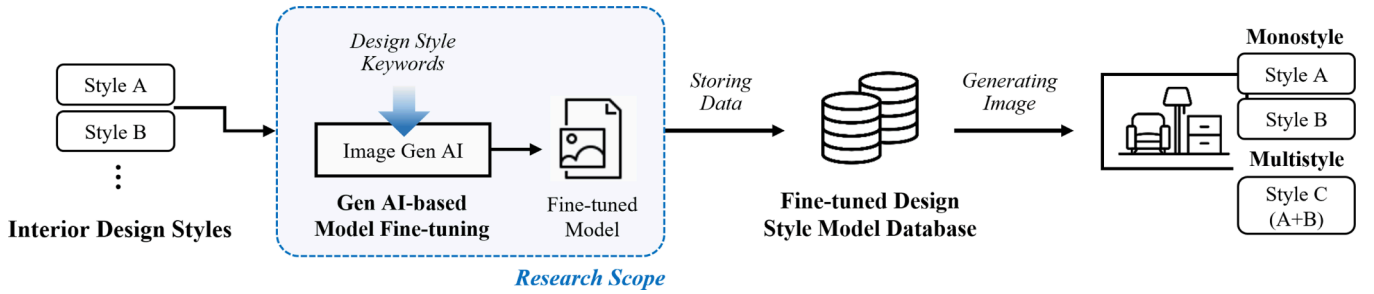 Style A
Style B
Interior Design Styles
Design Style
Keywords
Image Gen AI
Gen AI-based
Model Fine-tuning
Fine-tuned
Model
Research Scope
Storing
Data
Fine-tuned Design
Style Model Database
Generating
Image
Monostyle
Style A
Style B
Multistyle
Style C
(A+B)